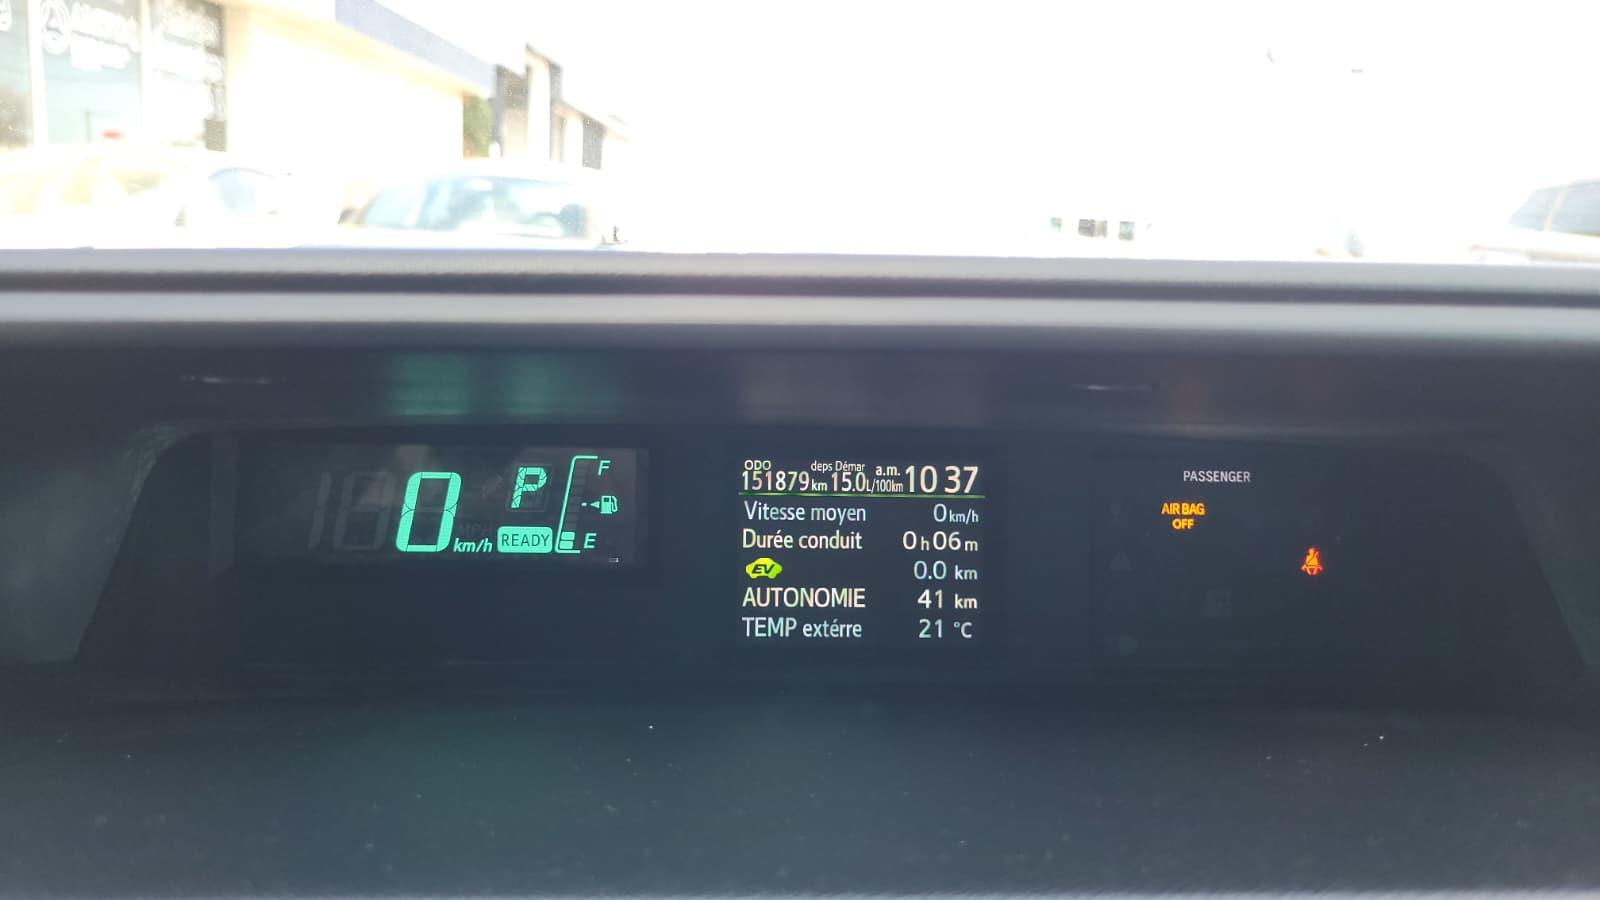 0 km/h
P
READY
F
E
ODO 151879 km
deps Démar 15.0 L/100km
a.m. 10 37
Vitesse moyen 0 km/h
Durée conduit 0 h 06 m
EV 0.0 km
AUTONOMIE 41 km
TEMP extérre 21 °C
PASSENGER
AIR BAG
OFF